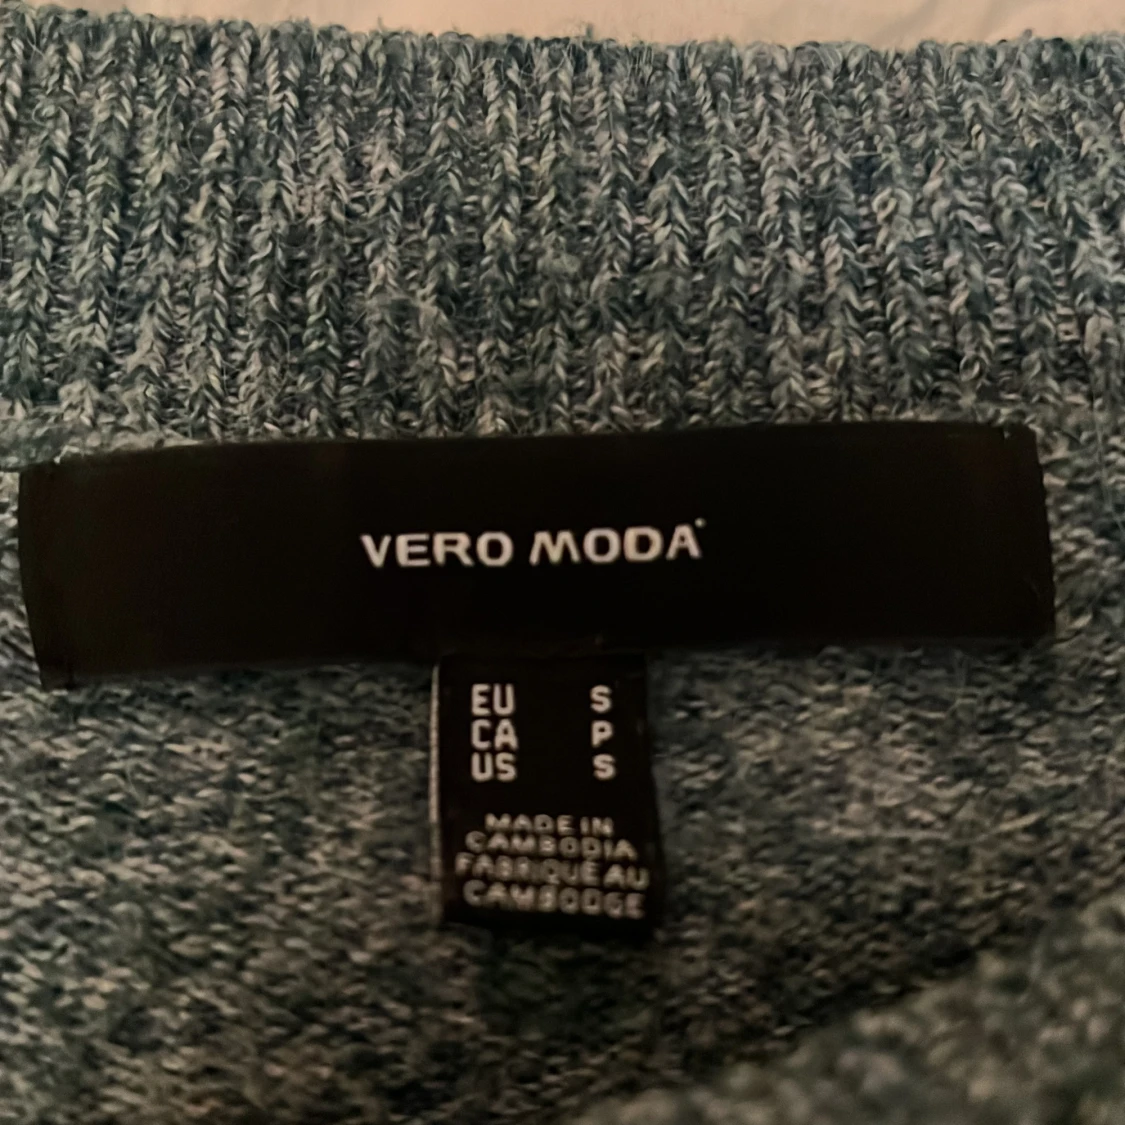 VERO MODA
EU S
CA P
US S
MADE IN
CAMBODIA
FABRIQUÉ AU
CAMBODGE